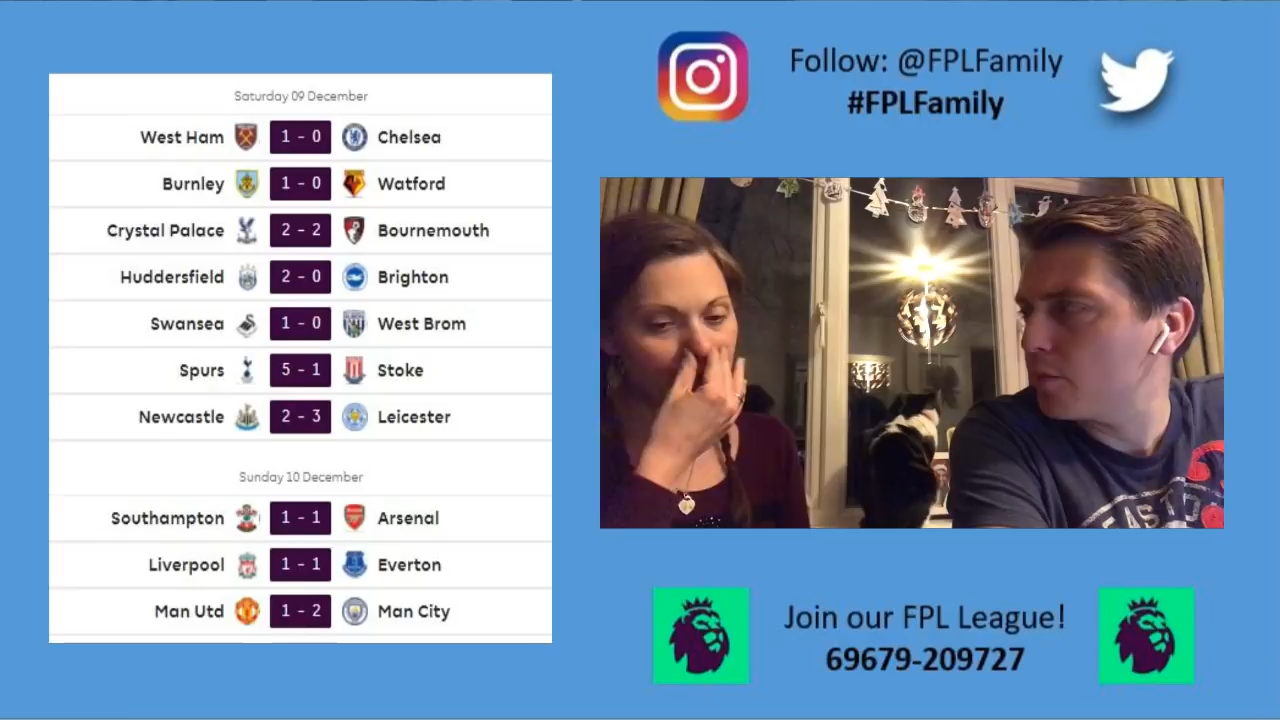 Saturday 09 December
West Ham 1 - 0 Chelsea
Burnley 1 - 0 Watford
Crystal Palace 2 - 2 Bournemouth
Huddersfield 2 - 0 Brighton
Swansea 1 - 0 West Brom
Spurs 5 - 1 Stoke
Newcastle 2 - 3 Leicester
Sunday 10 December
Southampton 1 - 1 Arsenal
Liverpool 1 - 1 Everton
Man Utd 1 - 2 Man City
Follow: @FPLFamily
#FPLFamily
Join our FPL League!
69679-209727